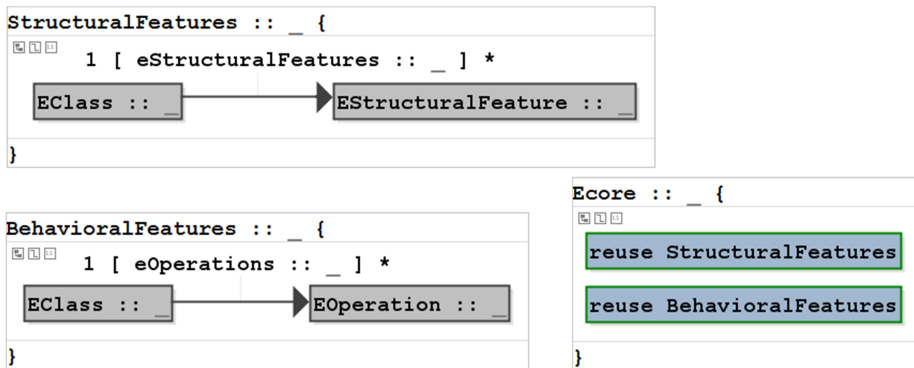 StructuralFeatures :: _ {
1 [ eStructuralFeatures :: _ ] *
EClass :: _
EStructuralFeature :: _
}
BehavioralFeatures :: _ {
1 [ eOperations :: _ ] *
EClass :: _
EOperation :: _
}
Ecore :: _ {
reuse StructuralFeatures
reuse BehavioralFeatures
}